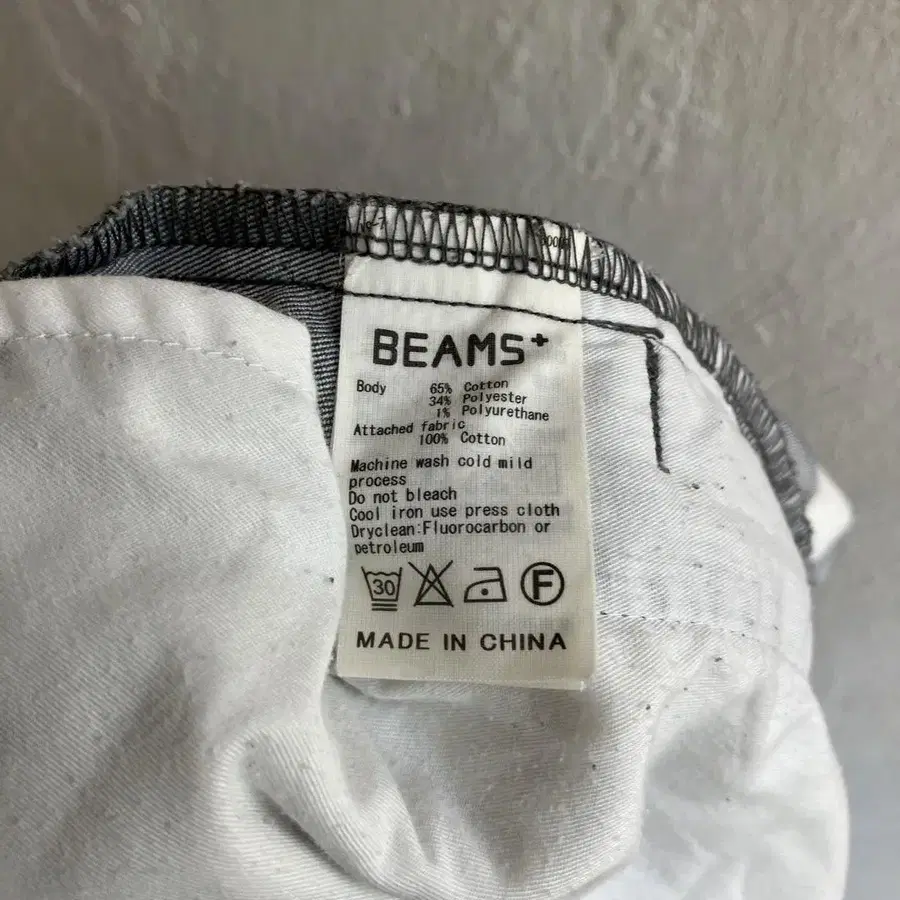 BEAMS+
Body 65% Cotton
34% Polyester
1% Polyurethane
Attached fabric
100% Cotton
Machine wash cold mild
process
Do not bleach
Cool iron use press cloth
Dryclean:Fluorocarbon or
petroleum
30 F
MADE IN CHINA